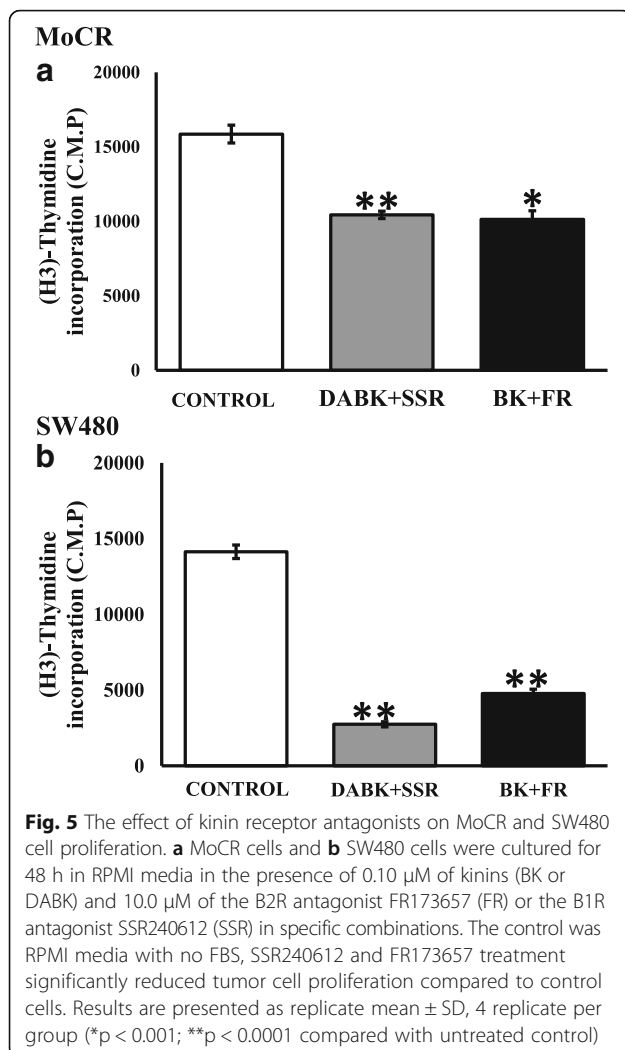 MoCR
a
20000
15000
10000
5000
0
(H3)-Thymidine
incorporation (C.M.P)
**
*
CONTROL DABK+SSR BK+FR
SW480
b
20000
15000
10000
5000
0
(H3)-Thymidine
incorporation (C.M.P)
**
**
CONTROL DABK+SSR BK+FR
Fig. 5 The effect of kinin receptor antagonists on MoCR and SW480
cell proliferation. a MoCR cells and b SW480 cells were cultured for
48 h in RPMI media in the presence of 0.10 μM of kinins (BK or
DABK) and 10.0 μM of the B2R antagonist FR173657 (FR) or the B1R
antagonist SSR240612 (SSR) in specific combinations. The control was
RPMI media with no FBS, SSR240612 and FR173657 treatment
significantly reduced tumor cell proliferation compared to control
cells. Results are presented as replicate mean ± SD, 4 replicate per
group (*p < 0.001; **p < 0.0001 compared with untreated control)